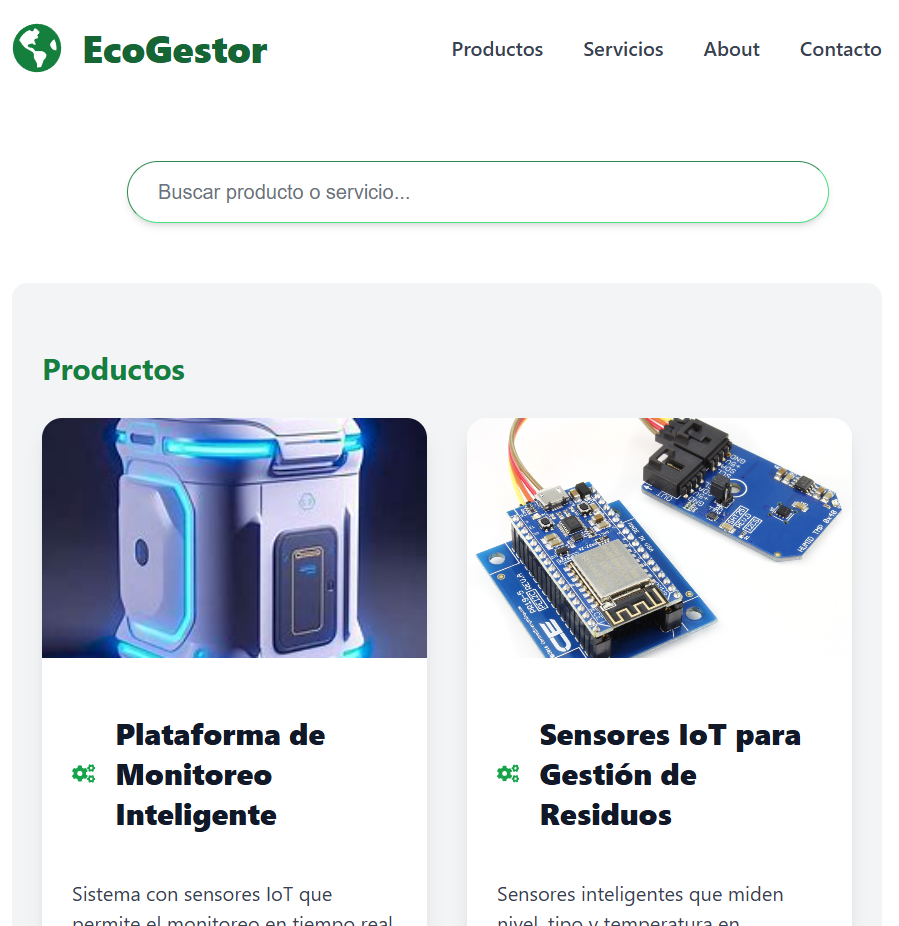 EcoGestor
Productos Servicios About Contacto
Buscar producto o servicio...
Productos
Plataforma de
Monitoreo
Inteligente
Sensores IoT para
Gestión de
Residuos
Sistema con sensores IoT que
permite el monitoreo en tiempo real
Sensores inteligentes que miden
nivel, tipo y temperatura en